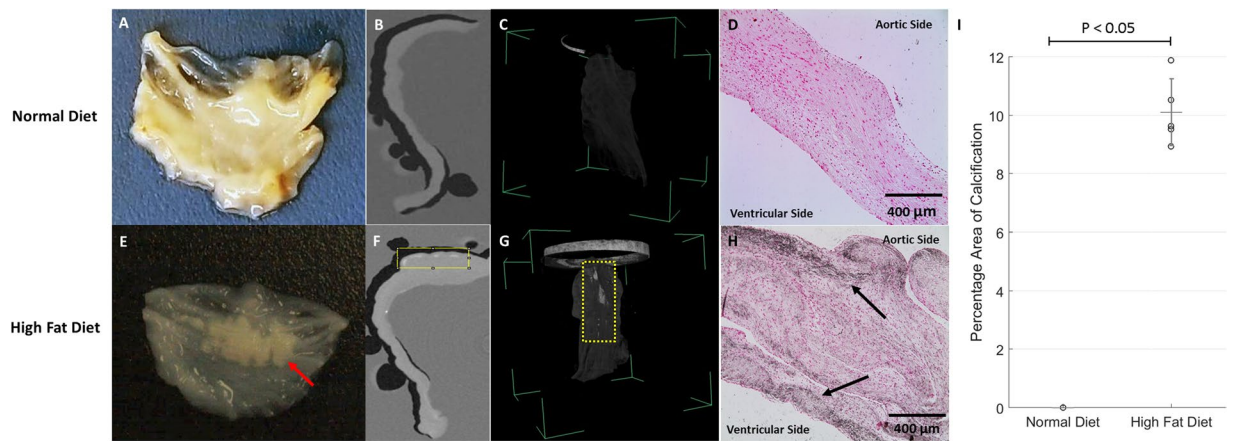 A
B
C
D
Aortic Side
I
P < 0.05
Normal Diet
Ventricular Side
400 µm
E
F
G
H
Aortic Side
High Fat Diet
Ventricular Side
400 µm
Percentage Area of Calcification
12
10
8
6
4
2
0
Normal Diet
High Fat Diet